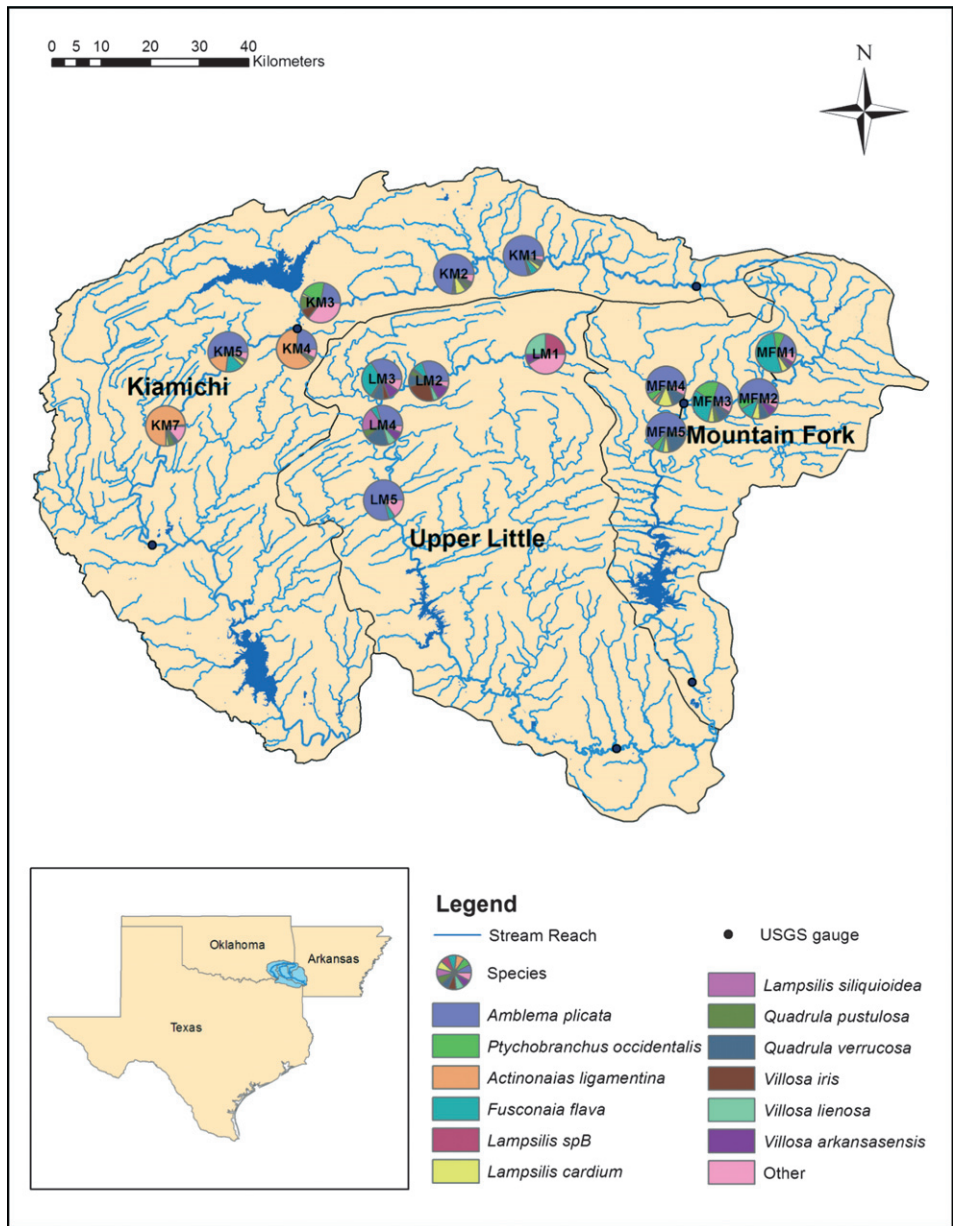 0 5 10 20 30 40
Kilometers
N
KM1
KM2
KM3
KM4
KM5
Kiamichi
KM7
LM1
LM2
LM3
LM4
LM5
Upper Little
MFM1
MFM4
MFM3
MFM2
MFM5
Mountain Fork
Oklahoma
Arkansas
Texas
Legend
Stream Reach
USGS gauge
Species
Amblema plicata
Ptychobranchus occidentalis
Actinonaias ligamentina
Fusconaia flava
Lampsilis spB
Lampsilis cardium
Lampsilis siliquioidea
Quadrula pustulosa
Quadrula verrucosa
Villosa iris
Villosa lienosa
Villosa arkansasensis
Other